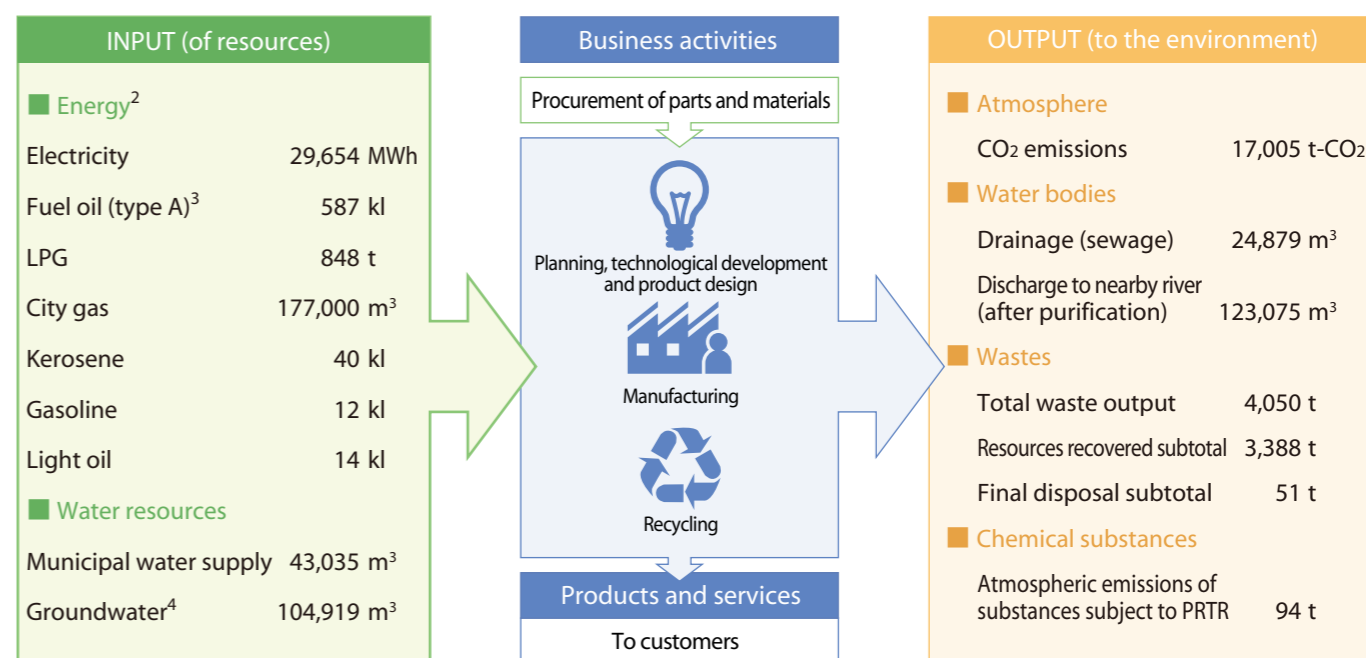 INPUT (of resources)
■ Energy²
Electricity 29,654 MWh
Fuel oil (type A)³ 587 kl
LPG 848 t
City gas 177,000 m³
Kerosene 40 kl
Gasoline 12 kl
Light oil 14 kl
■ Water resources
Municipal water supply 43,035 m³
Groundwater⁴ 104,919 m³
Business activities
Procurement of parts and materials
Planning, technological development
and product design
Manufacturing
Recycling
Products and services
To customers
OUTPUT (to the environment)
■ Atmosphere
CO₂ emissions 17,005 t-CO₂
■ Water bodies
Drainage (sewage) 24,879 m³
Discharge to nearby river
(after purification) 123,075 m³
■ Wastes
Total waste output 4,050 t
Resources recovered subtotal 3,388 t
Final disposal subtotal 51 t
■ Chemical substances
Atmospheric emissions of
substances subject to PRTR 94 t